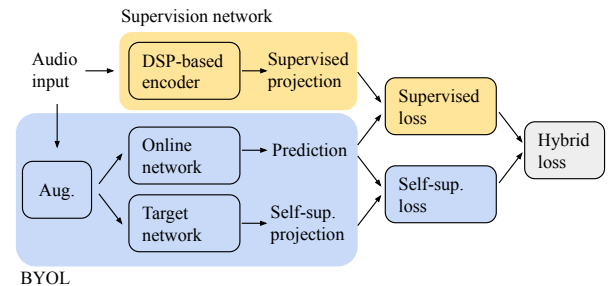 Supervision network
Audio
input
DSP-based
encoder
Supervised
projection
Supervised
loss
Hybrid
loss
Aug.
Online
network
Prediction
Self-sup.
loss
Target
network
Self-sup.
projection
BYOL